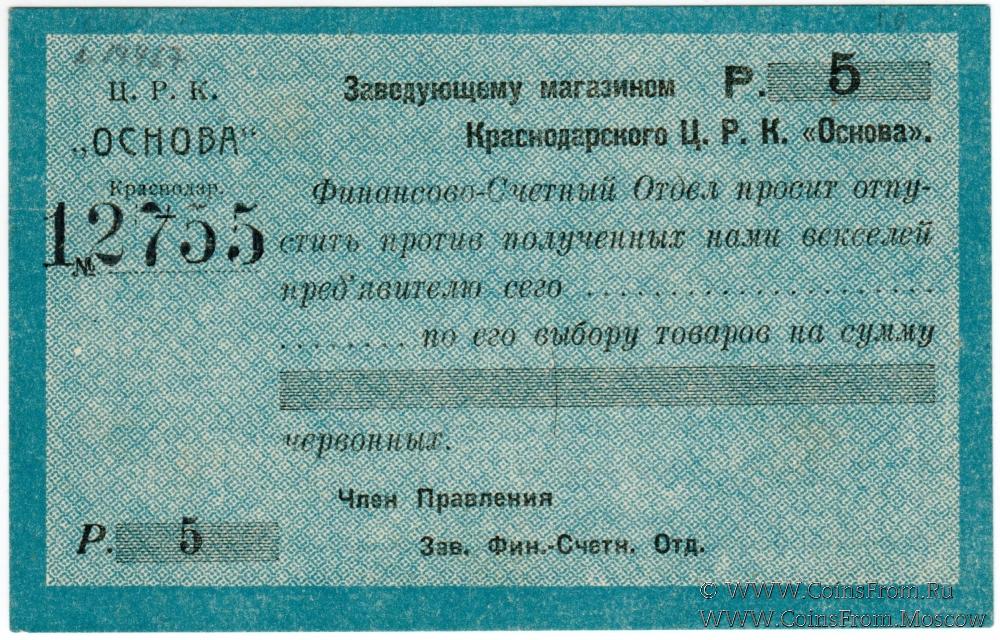 Ц. Р. К.
„ОСНОВА"
Краснодар.
№ 12755
Заведующему магазином Р. 5
Краснодарского Ц. Р. К. «Основа».
Финансово-Счетный Отдел просит отпу-
стить против полученных нами векселей
пред'явителю сего . . . . . . . . . . . . . . . . . . . . .
. . . . . . . . по его выбору товаров на сумму
червонных.
Член Правления
Р. 5
Зав. Фин.-Счетн. Отд.
© WWW.CoinsFrom.Ru
WWW.CoinsFrom.Moscow